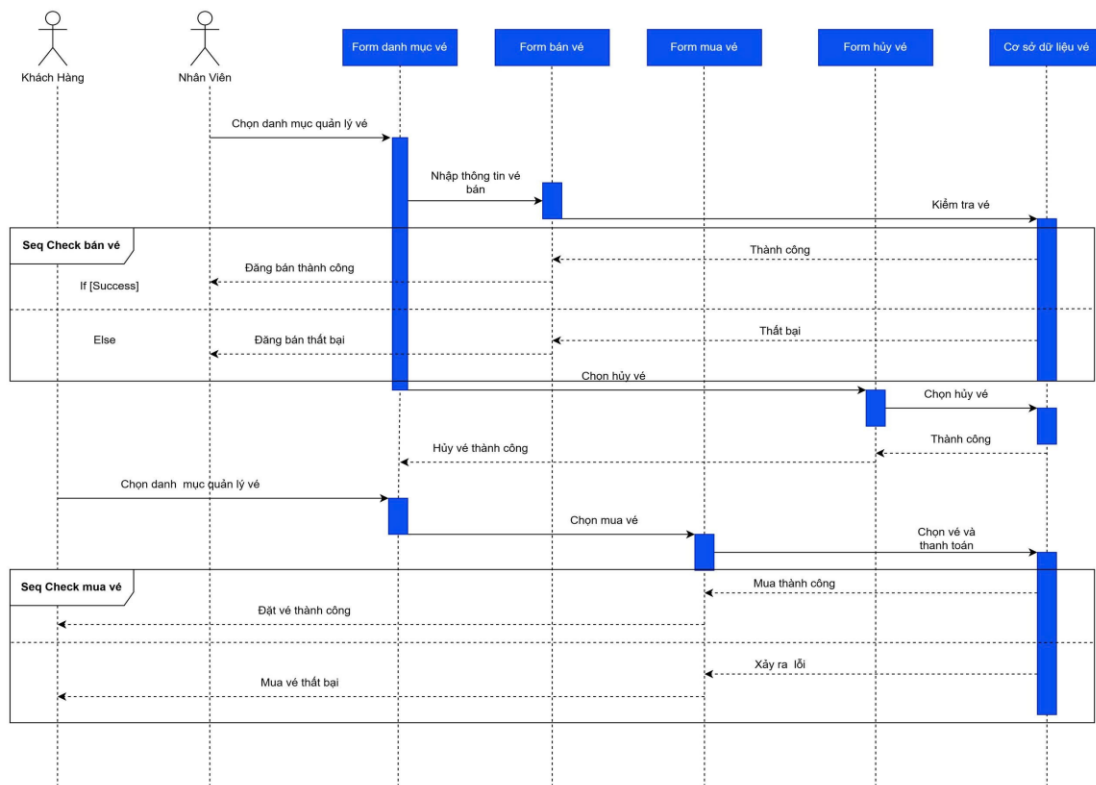 Khách Hàng
Nhân Viên
Form danh mục vé
Form bán vé
Form mua vé
Form hủy vé
Cơ sở dữ liệu vé
Chọn danh mục quản lý vé
Nhập thông tin vé
bán
Kiểm tra vé
Seq Check bán vé
Thành công
Đăng bán thành công
If [Success]
Else
Thất bại
Đăng bán thất bại
Chon hủy vé
Chọn hủy vé
Thành công
Hủy vé thành công
Chọn danh mục quản lý vé
Chọn mua vé
Chọn vé và
thanh toán
Seq Check mua vé
Mua thành công
Đặt vé thành công
Xảy ra lỗi
Mua vé thất bại